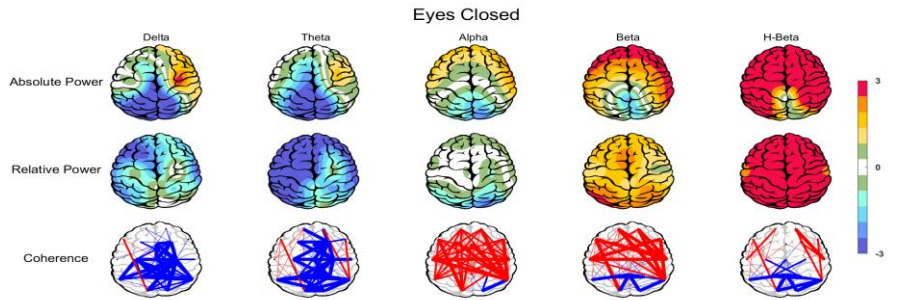 Eyes Closed
Delta Theta Alpha Beta H-Beta
Absolute Power
3
Relative Power
0
Coherence
-3